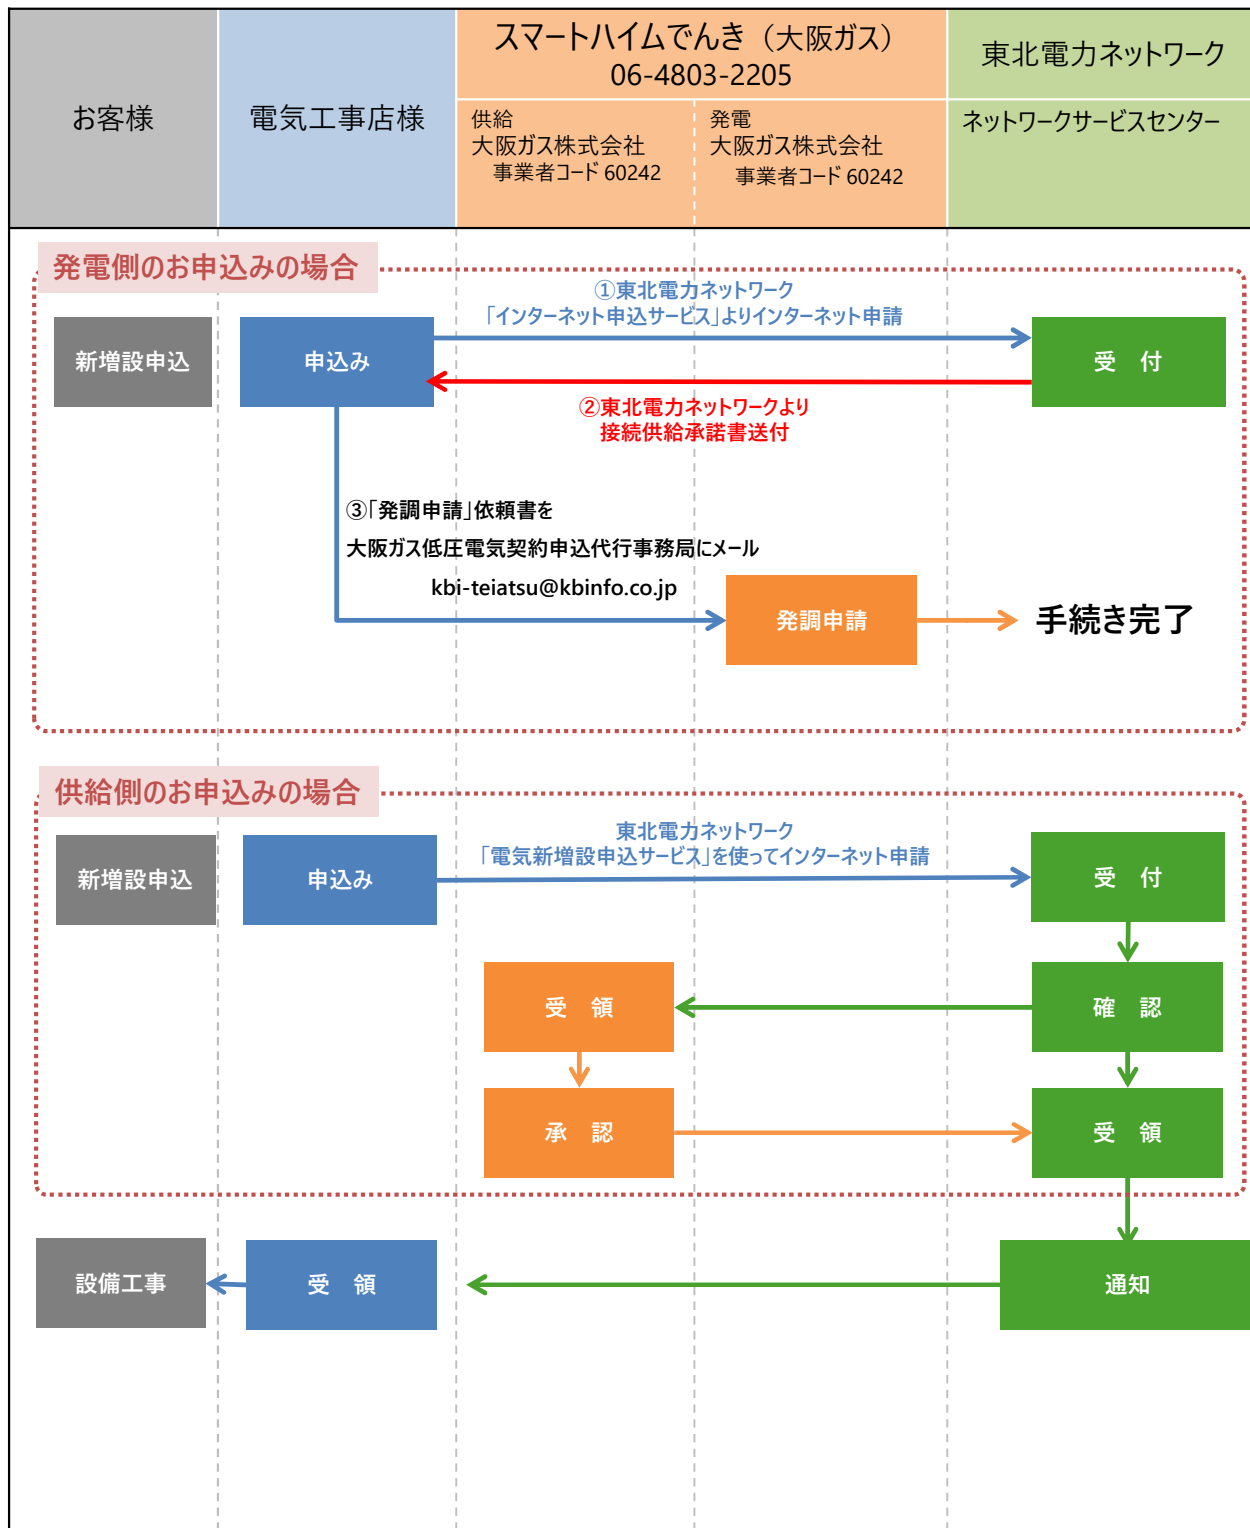 お客様
電気工事店様
スマートハイムでんき（大阪ガス）
06-4803-2205
供給
大阪ガス株式会社
事業者コード 60242
発電
大阪ガス株式会社
事業者コード 60242
東北電力ネットワーク
ネットワークサービスセンター
発電側のお申込みの場合
①東北電力ネットワーク
「インターネット申込サービス」よりインターネット申請
新増設申込
申込み
受　付
②東北電力ネットワークより
接続供給承諾書送付
③「発調申請」依頼書を
大阪ガス低圧電気契約申込代行事務局にメール
kbi-teiatsu@kbinfo.co.jp
発調申請
手続き完了
供給側のお申込みの場合
東北電力ネットワーク
「電気新増設申込サービス」を使ってインターネット申請
新増設申込
申込み
受　付
受　領
確　認
承　認
受　領
設備工事
受　領
通知